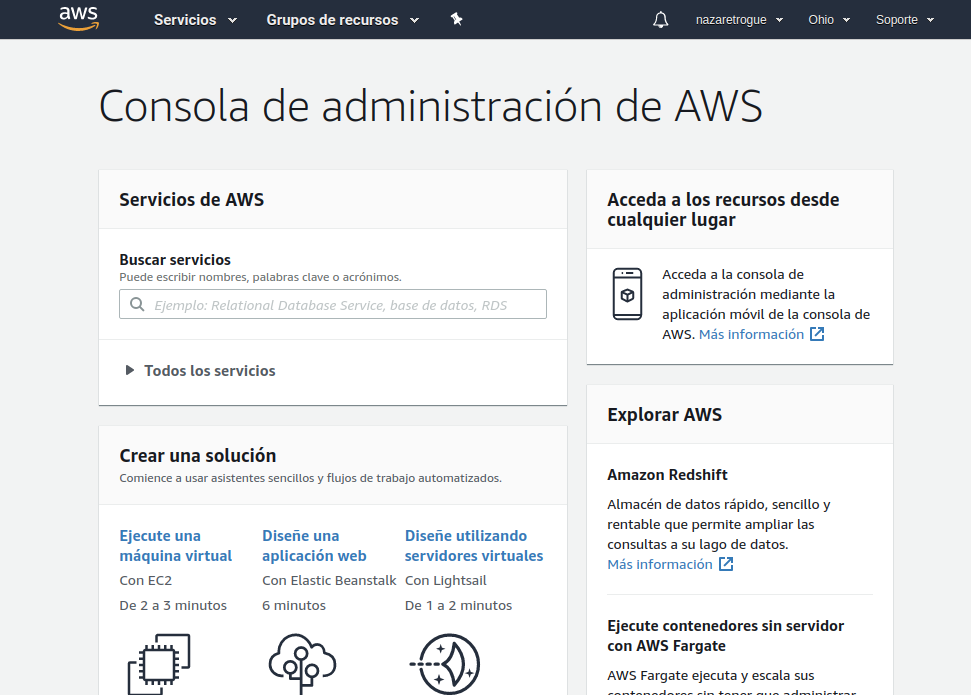 aws Servicios Grupos de recursos nazaretrogue Ohio Soporte
Consola de administración de AWS
Servicios de AWS
Buscar servicios
Puede escribir nombres, palabras clave o acrónimos.
Ejemplo: Relational Database Service, base de datos, RDS
Todos los servicios
Crear una solución
Comience a usar asistentes sencillos y flujos de trabajo automatizados.
Ejecute una
máquina virtual
Con EC2
De 2 a 3 minutos
Diseñe una
aplicación web
Con Elastic Beanstalk
6 minutos
Diseñe utilizando
servidores virtuales
Con Lightsail
De 1 a 2 minutos
Acceda a los recursos desde
cualquier lugar
Acceda a la consola de
administración mediante la
aplicación móvil de la consola de
AWS. Más información
Explorar AWS
Amazon Redshift
Almacén de datos rápido, sencillo y
rentable que permite ampliar las
consultas a su lago de datos.
Más información
Ejecute contenedores sin servidor
con AWS Fargate
AWS Fargate ejecuta y escala sus
contenedores sin tener que administrar